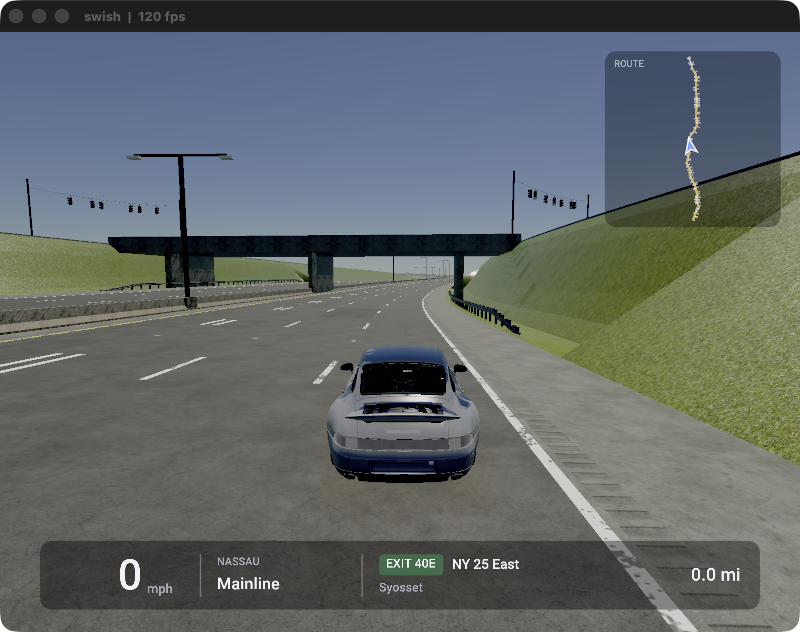 swish | 120 fps
ROUTE
0 mph
NASSAU
Mainline
EXIT 40E NY 25 East
Syosset
0.0 mi